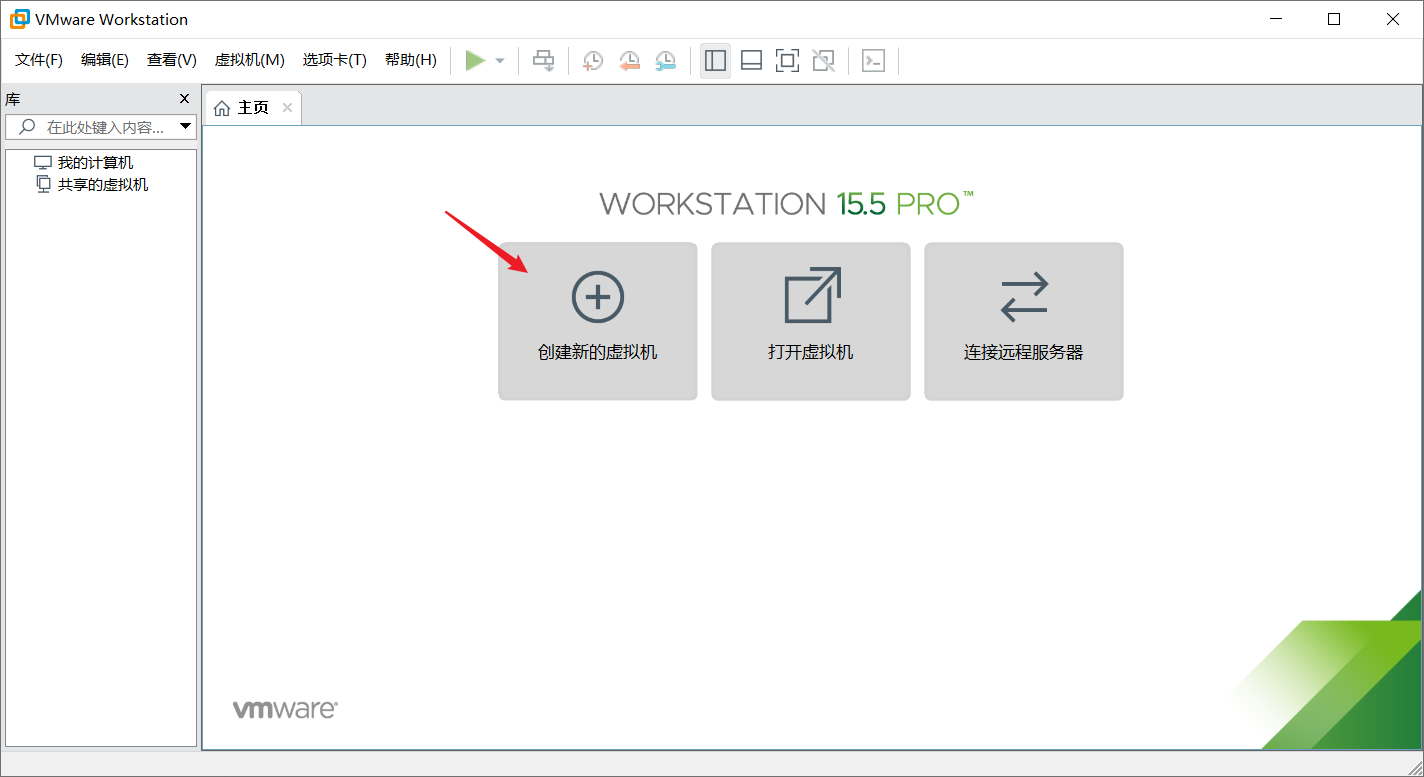 VMware Workstation
文件(F) 编辑(E) 查看(V) 虚拟机(M) 选项卡(T) 帮助(H)
库
主页
在此处键入内容...
我的计算机
共享的虚拟机
WORKSTATION 15.5 PRO™
创建新的虚拟机 打开虚拟机 连接远程服务器
vmware®